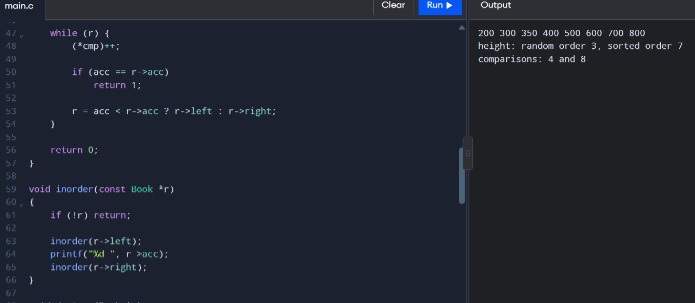 main.c
Clear
Run
Output
47 while (r) {
48 (*cmp)++;
49
50 if (acc == r->acc)
51 return 1;
52
53 r = acc < r->acc ? r->left : r->right;
54 }
55
56 return 0;
57 }
58
59 void inorder(const Book *r)
60 {
61 if (!r) return;
62
63 inorder(r->left);
64 printf("%d ", r->acc);
65 inorder(r->right);
66 }
67
200 300 350 400 500 600 700 800
height: random order 3, sorted order 7
comparisons: 4 and 8